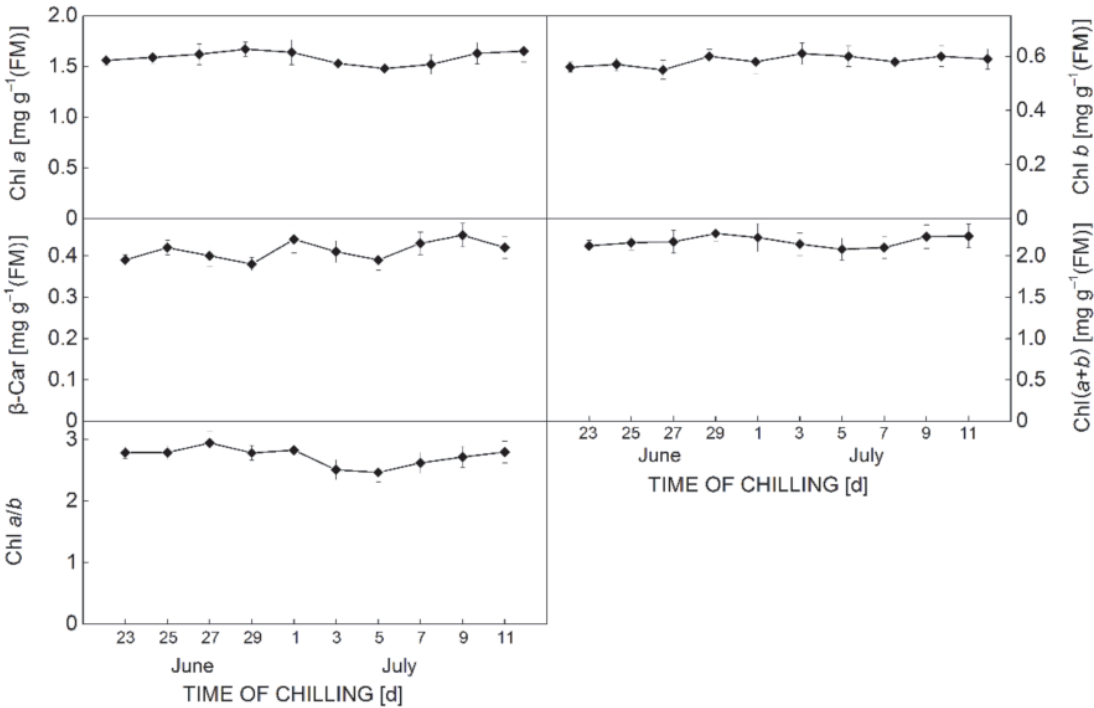 Chl a [mg g⁻¹(FM)]
2.0
1.5
1.0
0.5
0
Chl b [mg g⁻¹(FM)]
0.6
0.4
0.2
0
β-Car [mg g⁻¹(FM)]
0.4
0.3
0.2
0.1
0
Chl(a+b) [mg g⁻¹(FM)]
2.0
1.5
1.0
0.5
0
23 25 27 29 1 3 5 7 9 11
June July
TIME OF CHILLING [d]
Chl a/b
3
2
1
0
23 25 27 29 1 3 5 7 9 11
June July
TIME OF CHILLING [d]